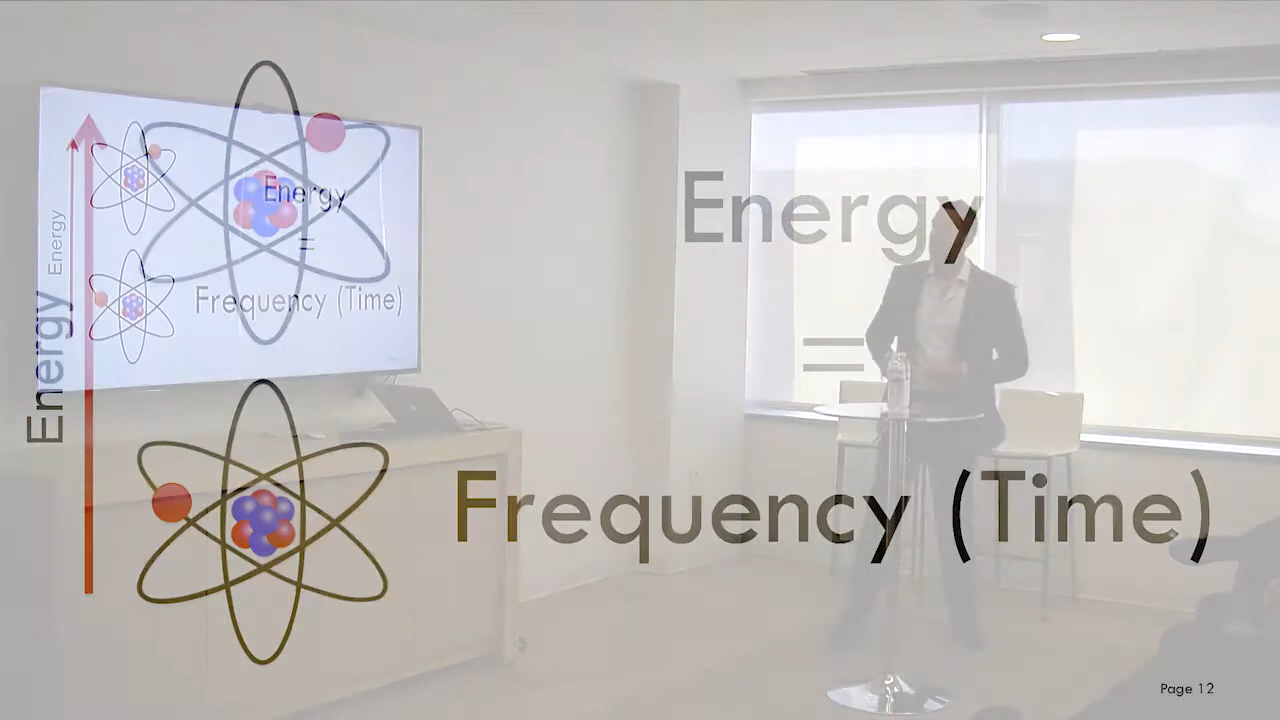 Energy
Energy
=
Frequency (Time)
Energy
Energy
=
Frequency (Time)
Page 12